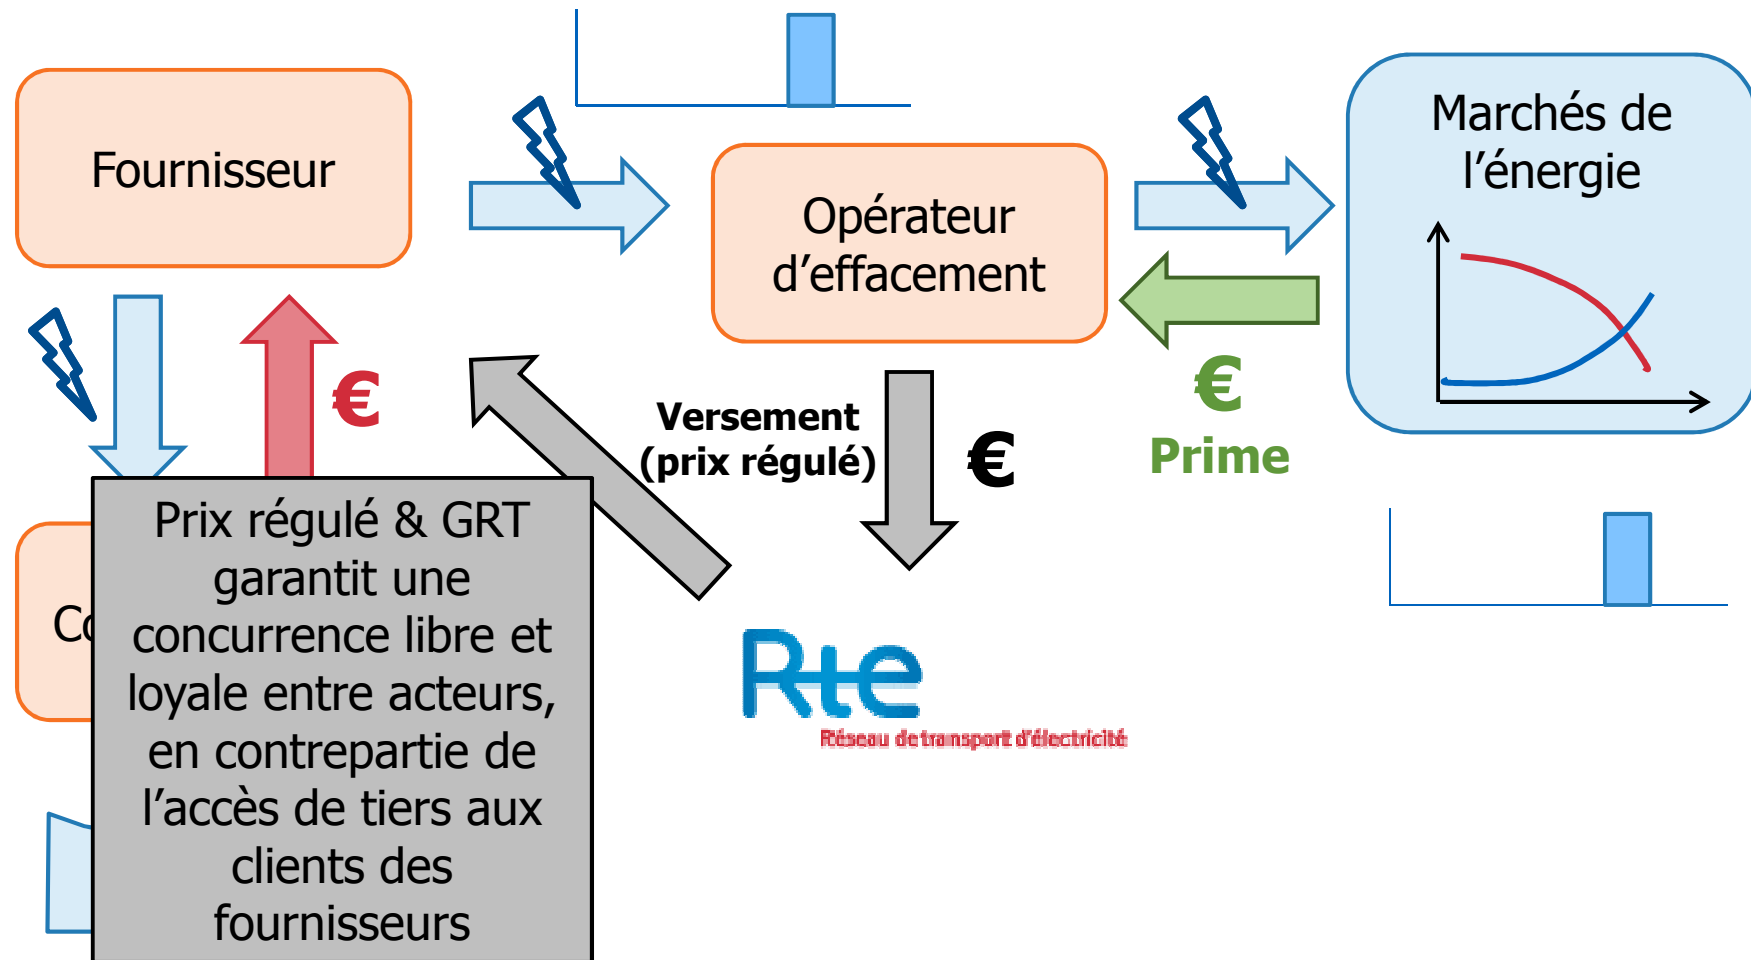 Fournisseur
Opérateur
d’effacement
Marchés de
l’énergie
€
Versement
(prix régulé)
€
€
Prime
Prix régulé & GRT
garantit une
concurrence libre et
loyale entre acteurs,
en contrepartie de
l’accès de tiers aux
clients des
fournisseurs
Rte
Réseau de transport d'électricité